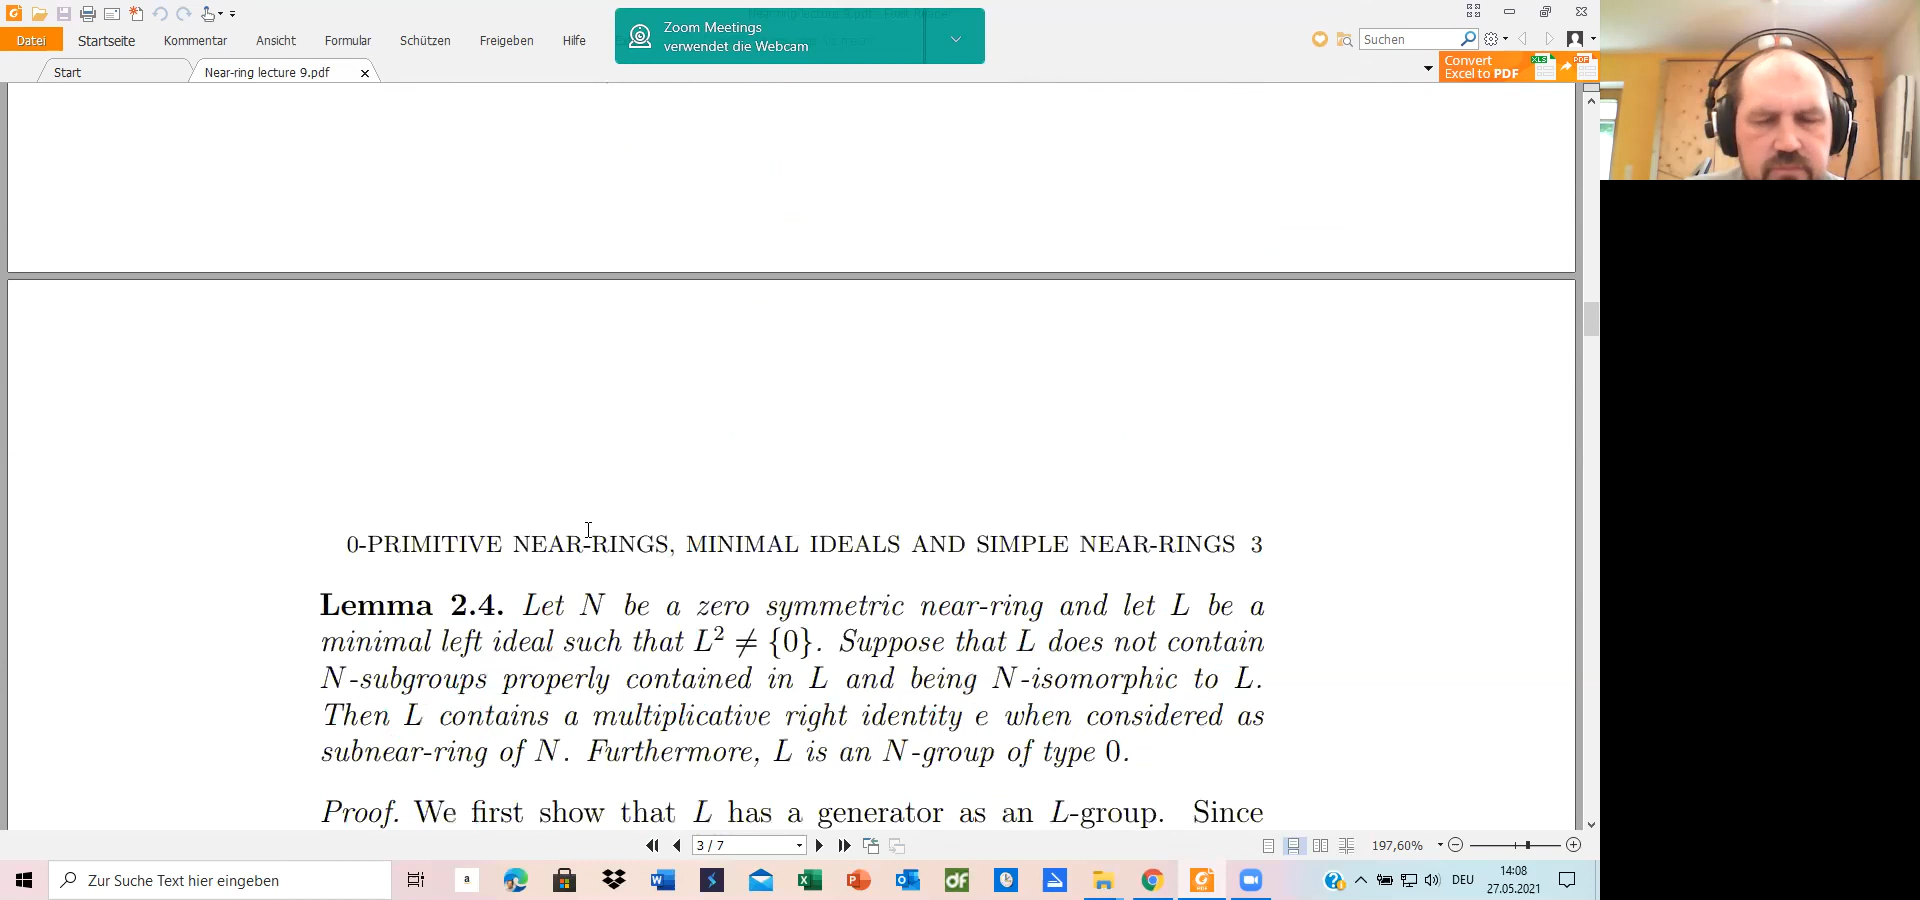 Zoom Meetings
verwendet die Webcam
Datei Startseite Kommentar Ansicht Formular Schützen Freigeben Hilfe
Suchen
Convert
Excel to PDF
Start Near-ring lecture 9.pdf
0-PRIMITIVE NEAR-RINGS, MINIMAL IDEALS AND SIMPLE NEAR-RINGS 3
Lemma 2.4. Let N be a zero symmetric near-ring and let L be a
minimal left ideal such that L² ≠ {0}. Suppose that L does not contain
N-subgroups properly contained in L and being N-isomorphic to L.
Then L contains a multiplicative right identity e when considered as
subnear-ring of N. Furthermore, L is an N-group of type 0.
Proof. We first show that L has a generator as an L-group. Since
3 / 7
197,60%
Zur Suche Text hier eingeben
DEU
14:08
27.05.2021